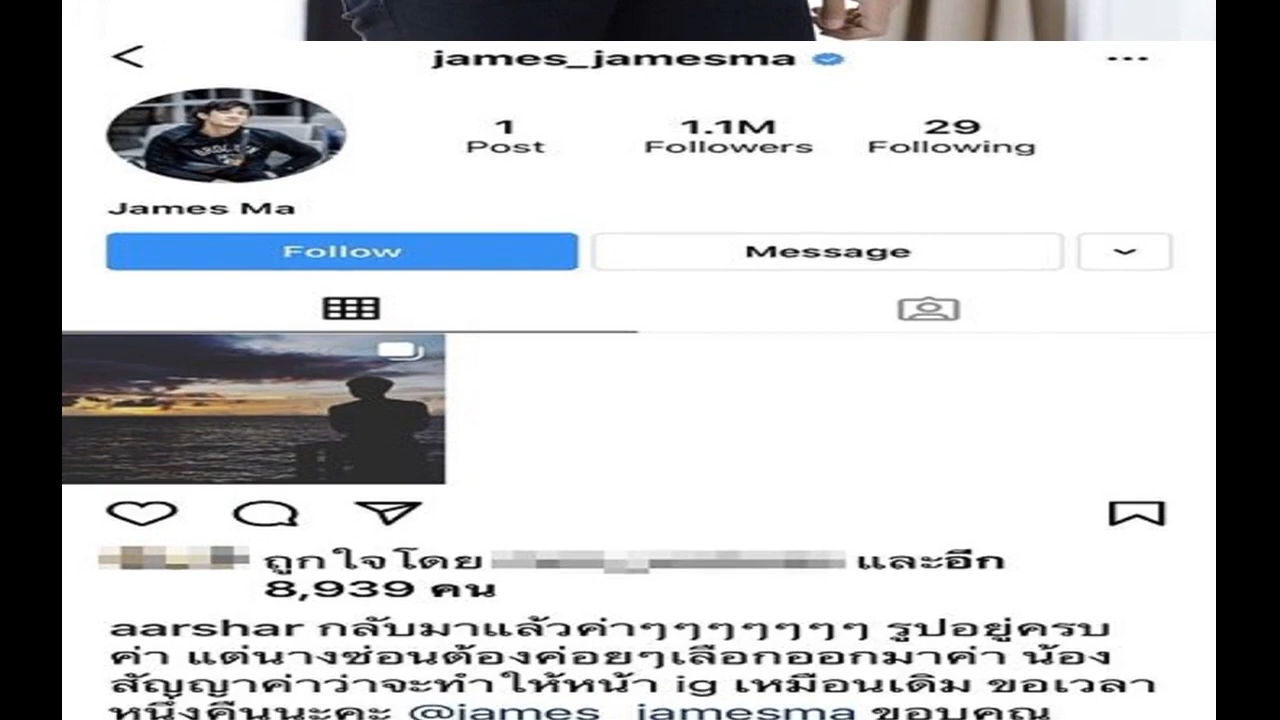 james_jamesma
1 1.1M 29
Post Followers Following
James Ma
Follow Message
ถูกใจโดย และอีก
8,939 คน
aarshar กลับมาแล้วค่าๆๆๆๆๆๆๆ รูปอยู่ครบ
ค่า แต่นางซ่อนต้องค่อยๆเลือกออกมาค่า น้อง
สัญญาค่าว่าจะทำให้หน้า ig เหมือนเดิม ขอเวลา
หนึ่งคืนนะคะ @james_jamesma ขอบคุณ